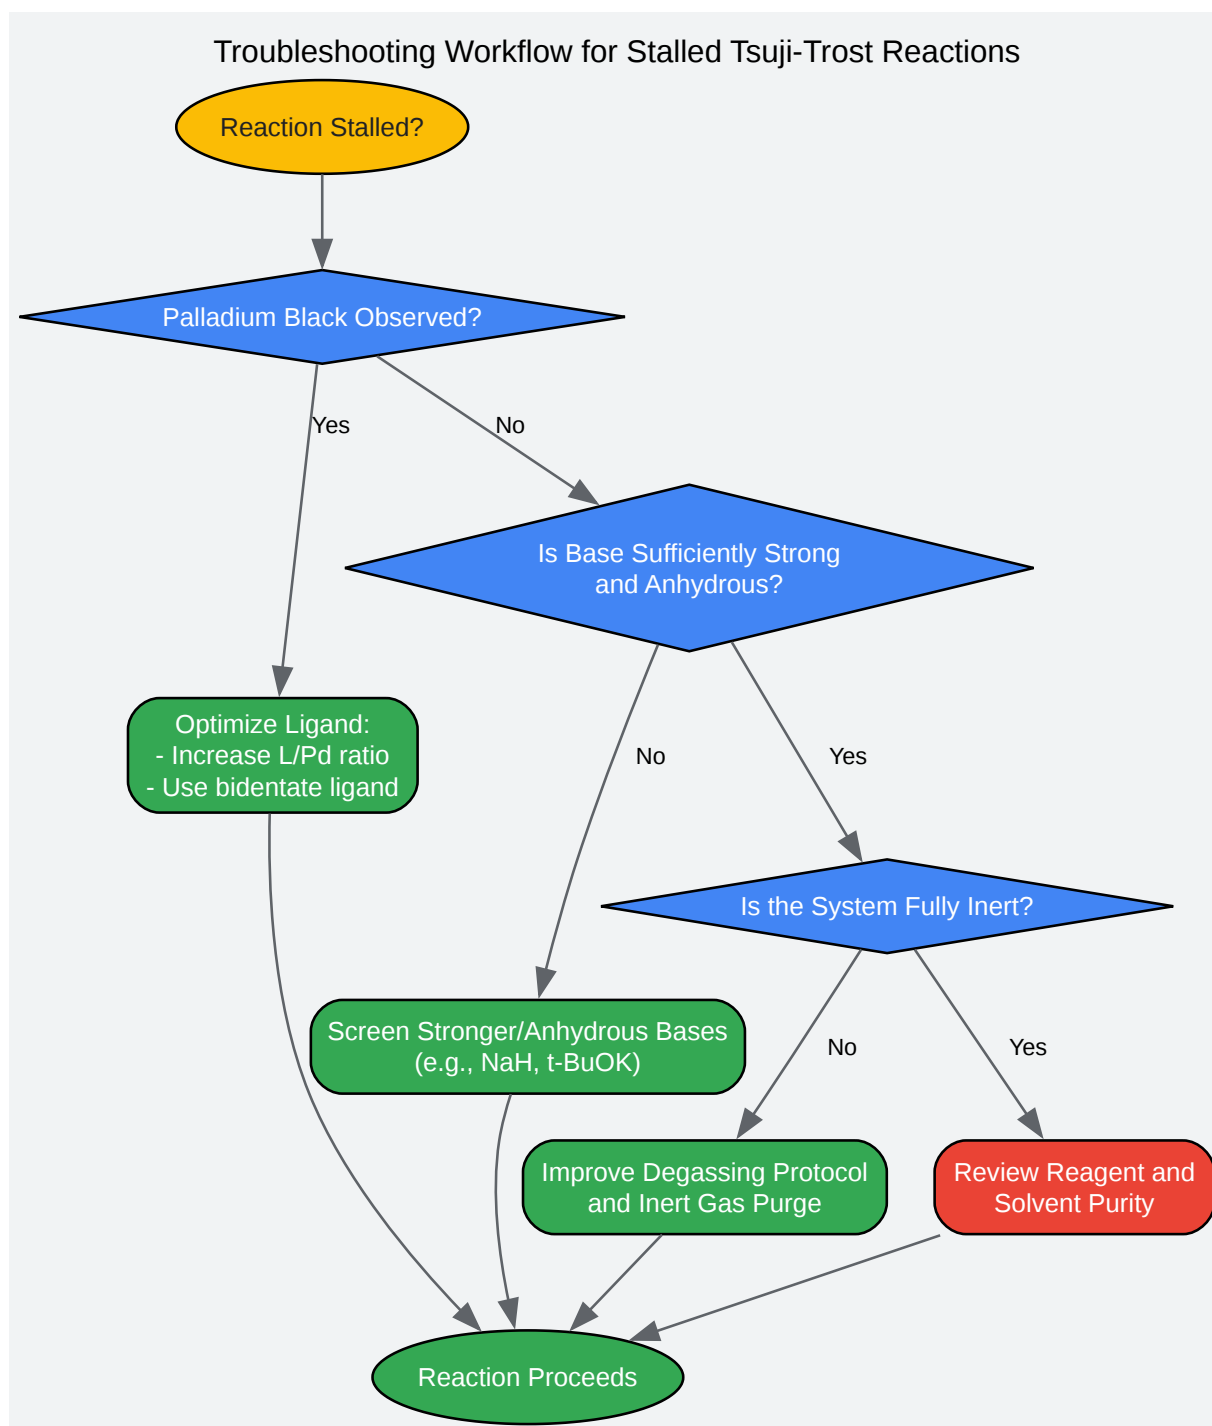 Troubleshooting Workflow for Stalled Tsuji-Trost Reactions
Reaction Stalled?
Palladium Black Observed?
Yes
No
Is Base Sufficiently Strong
and Anhydrous?
Optimize Ligand:
- Increase L/Pd ratio
- Use bidentate ligand
No
Yes
Is the System Fully Inert?
Screen Stronger/Anhydrous Bases
(e.g., NaH, t-BuOK)
No
Yes
Improve Degassing Protocol
and Inert Gas Purge
Review Reagent and
Solvent Purity
Reaction Proceeds